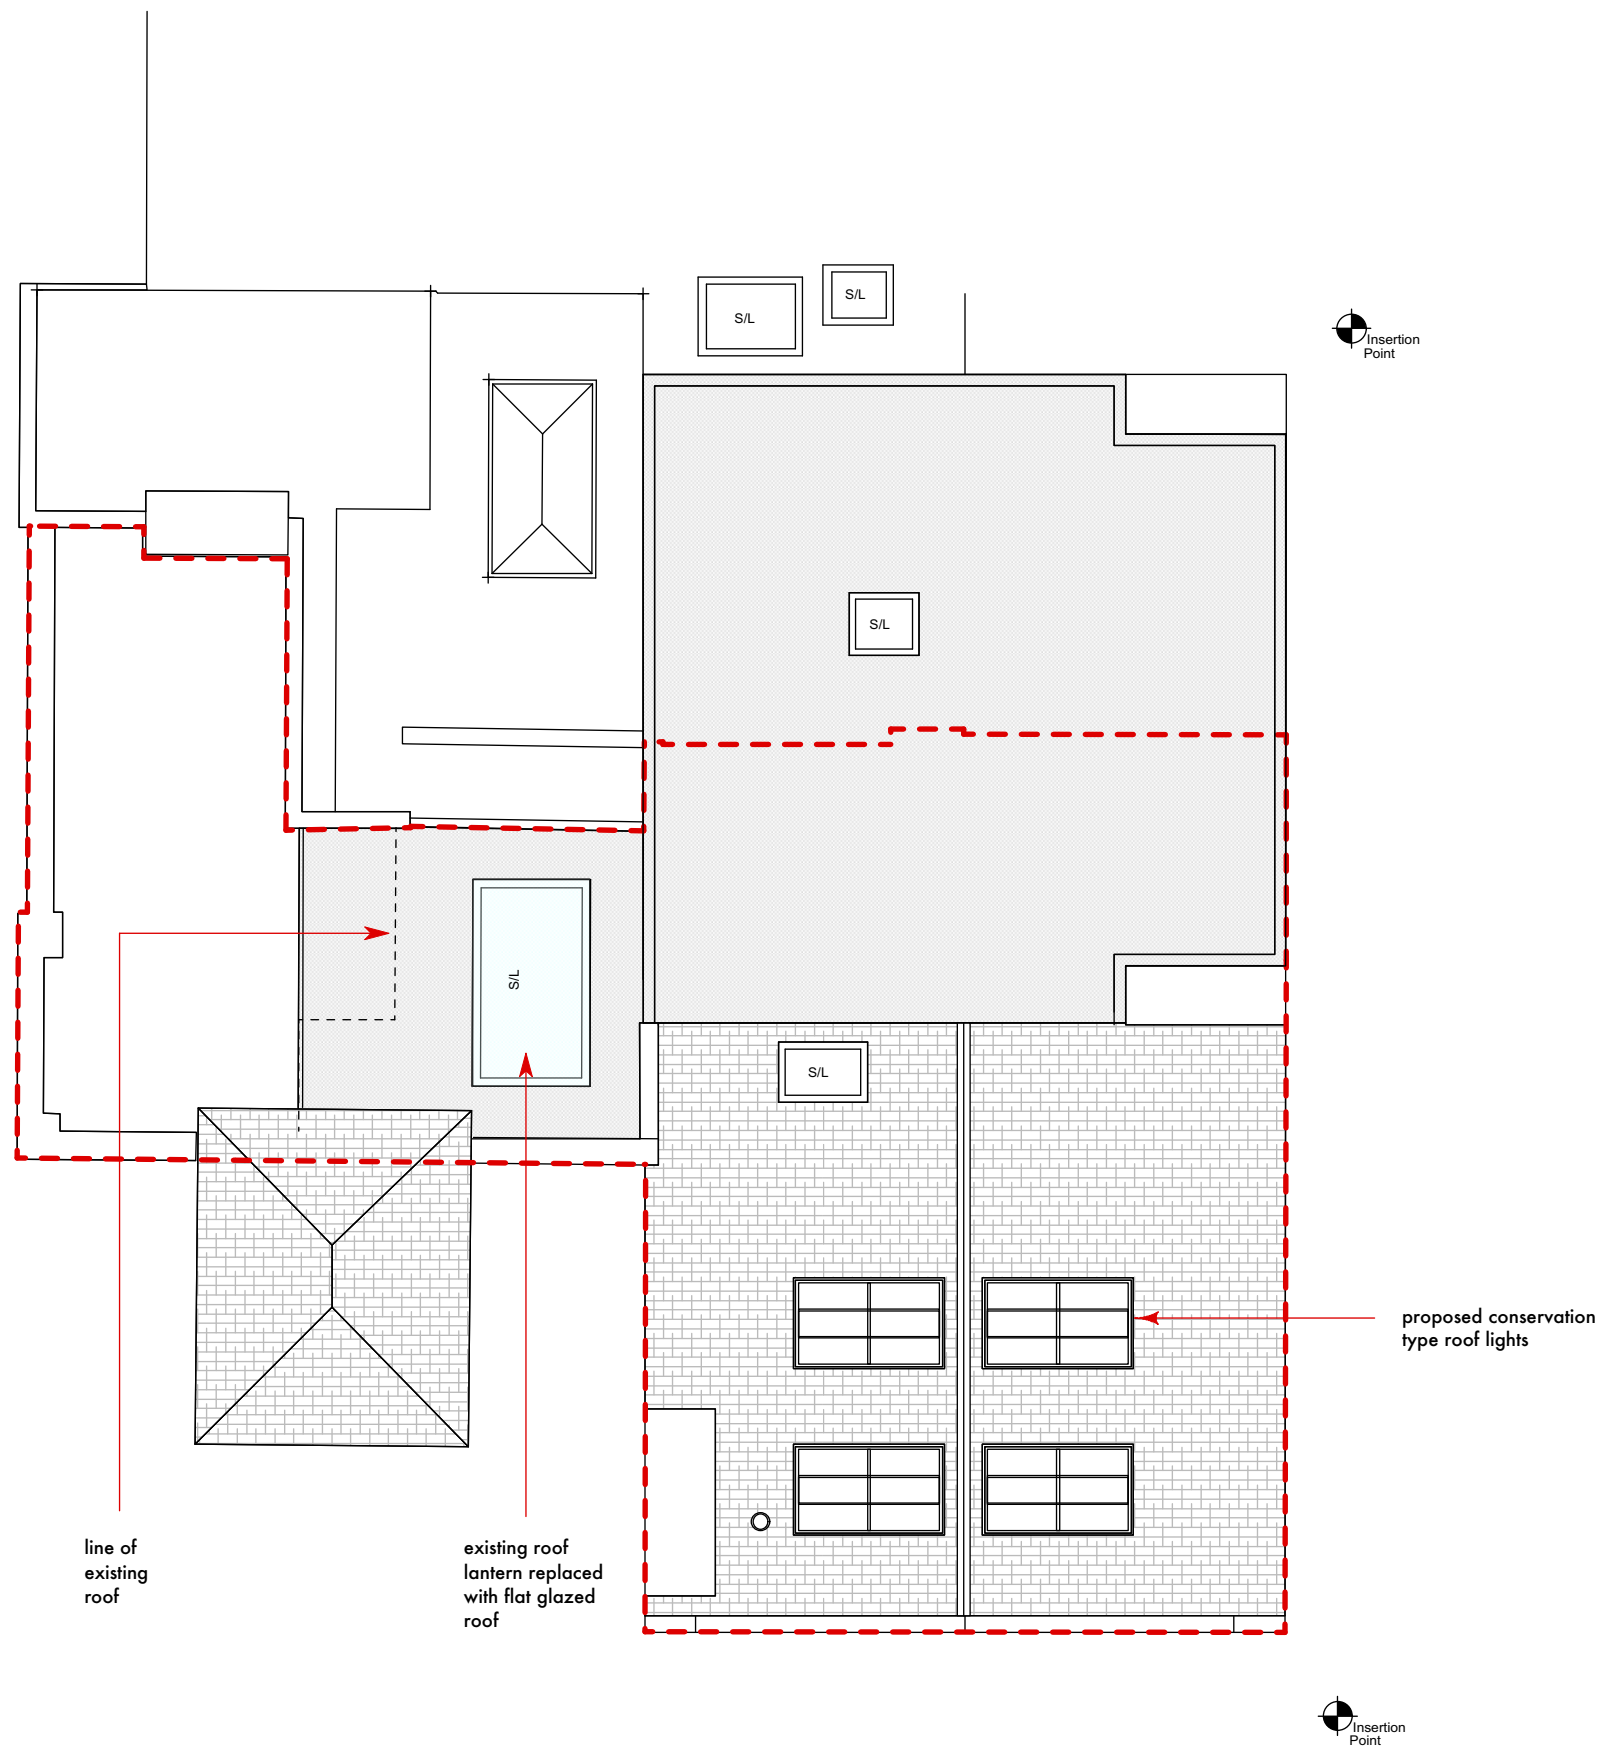 S/L
S/L
Insertion
Point
S/L
S/L
S/L
proposed conservation
type roof lights
line of
existing
roof
existing roof
lantern replaced
with flat glazed
roof
Insertion
Point